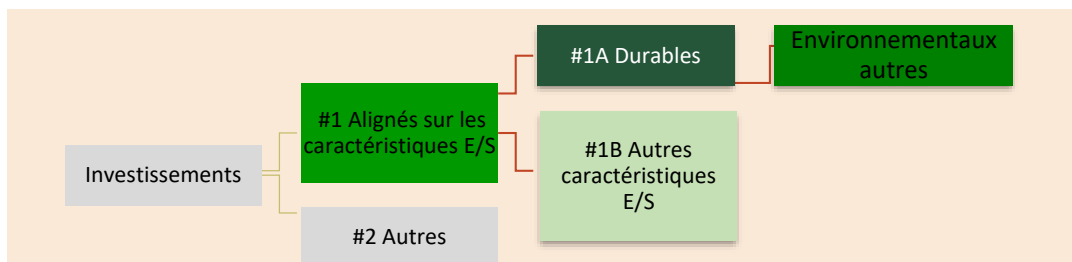 Investissements
#1 Alignés sur les
caractéristiques E/S
#2 Autres
#1A Durables
#1B Autres
caractéristiques
E/S
Environnementaux
autres